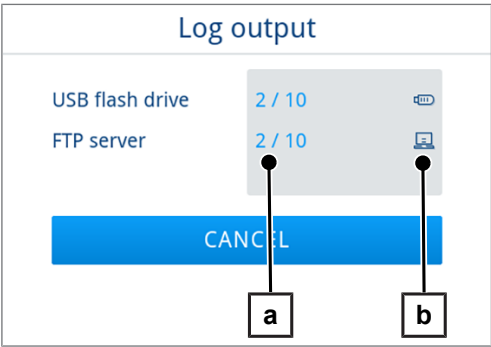 Log output
USB flash drive 2 / 10
FTP server 2 / 10
CANCEL
a b